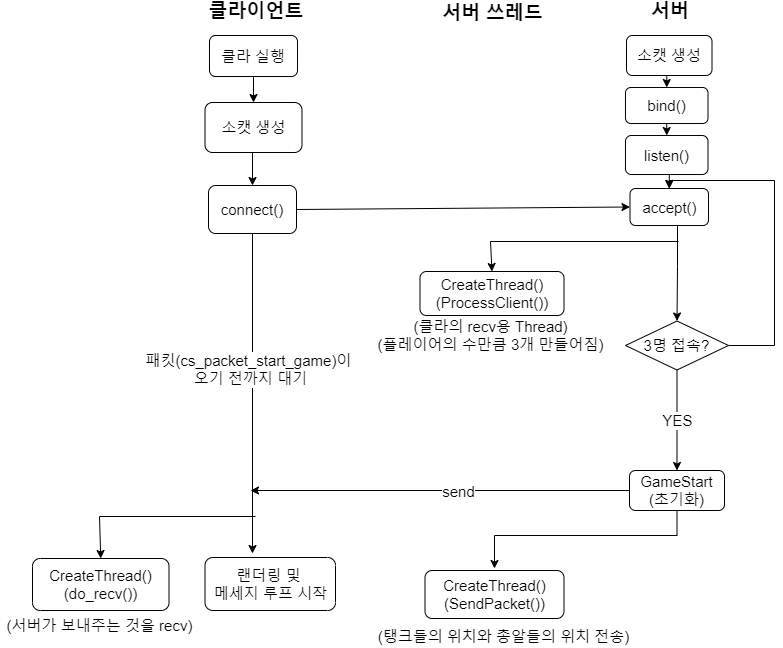 클라이언트
서버 쓰레드
서버
클라 실행
소캣 생성
소캣 생성
bind()
listen()
connect()
accept()
CreateThread()
(ProcessClient())
(클라의 recv용 Thread)
(플레이어의 수만큼 3개 만들어짐)
3명 접속?
패킷(cs_packet_start_game)이
오기 전까지 대기
YES
GameStart
(초기화)
send
CreateThread()
(do_recv())
(서버가 보내주는 것을 recv)
랜더링 및
메세지 루프 시작
CreateThread()
(SendPacket())
(탱크들의 위치와 총알들의 위치 전송)